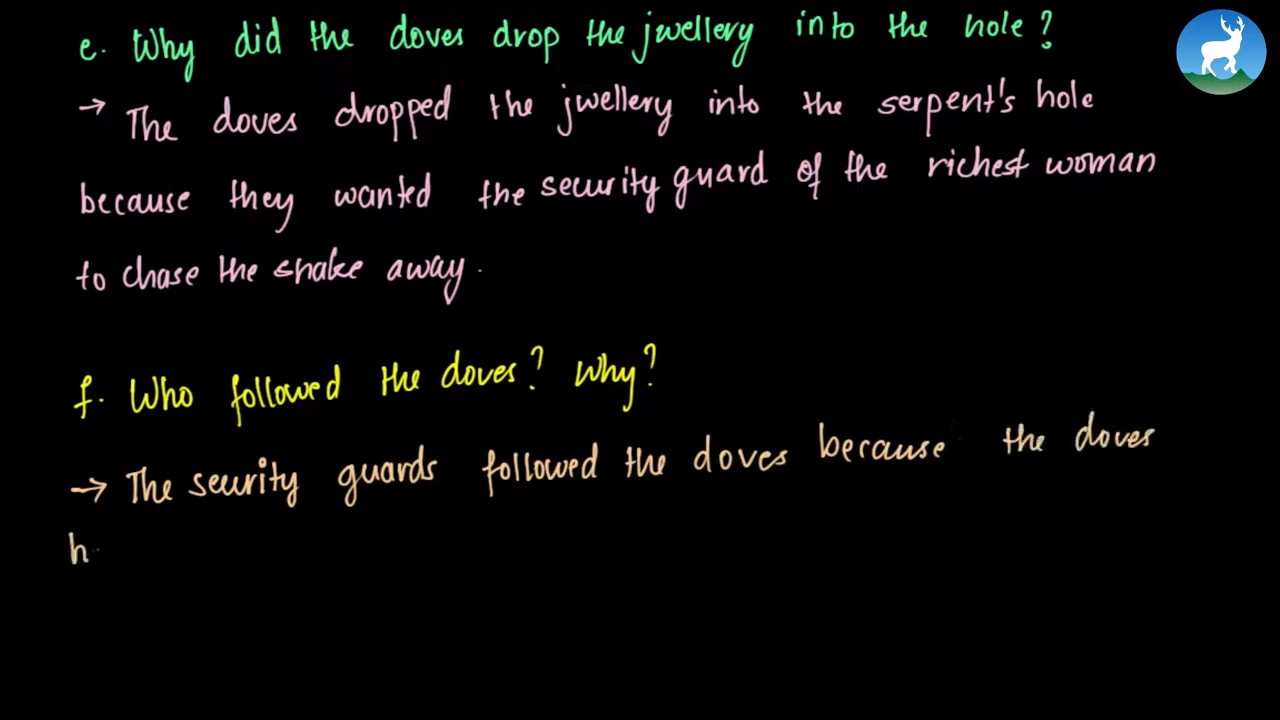 e. Why did the doves drop the jwellery into the hole?
→ The doves dropped the jwellery into the serpent's hole
because they wanted the security guard of the richest woman
to chase the snake away.
f. Who followed the doves? Why?
→ The security guards followed the doves because the doves
h